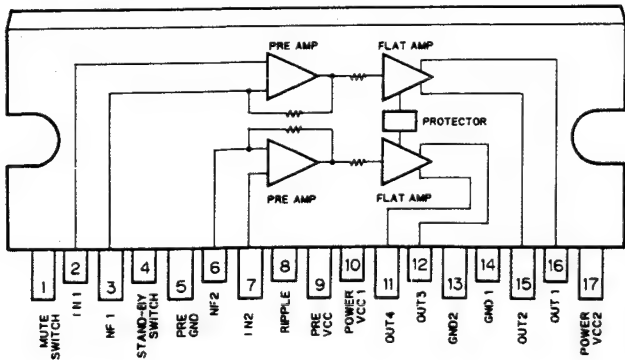 PRE AMP
FLAT AMP
PROTECTOR
PRE AMP
FLAT AMP
1
2
3
4
5
6
7
8
9
10
11
12
13
14
15
16
17
MUTE
SWITCH
IN 1
NF 1
STAND-BY
SWITCH
PRE
GND
NF2
IN2
RIPPLE
PRE
VCC
POWER
VCC 1
OUT4
OUT3
GND2
GND 1
OUT2
OUT 1
POWER
VCC2